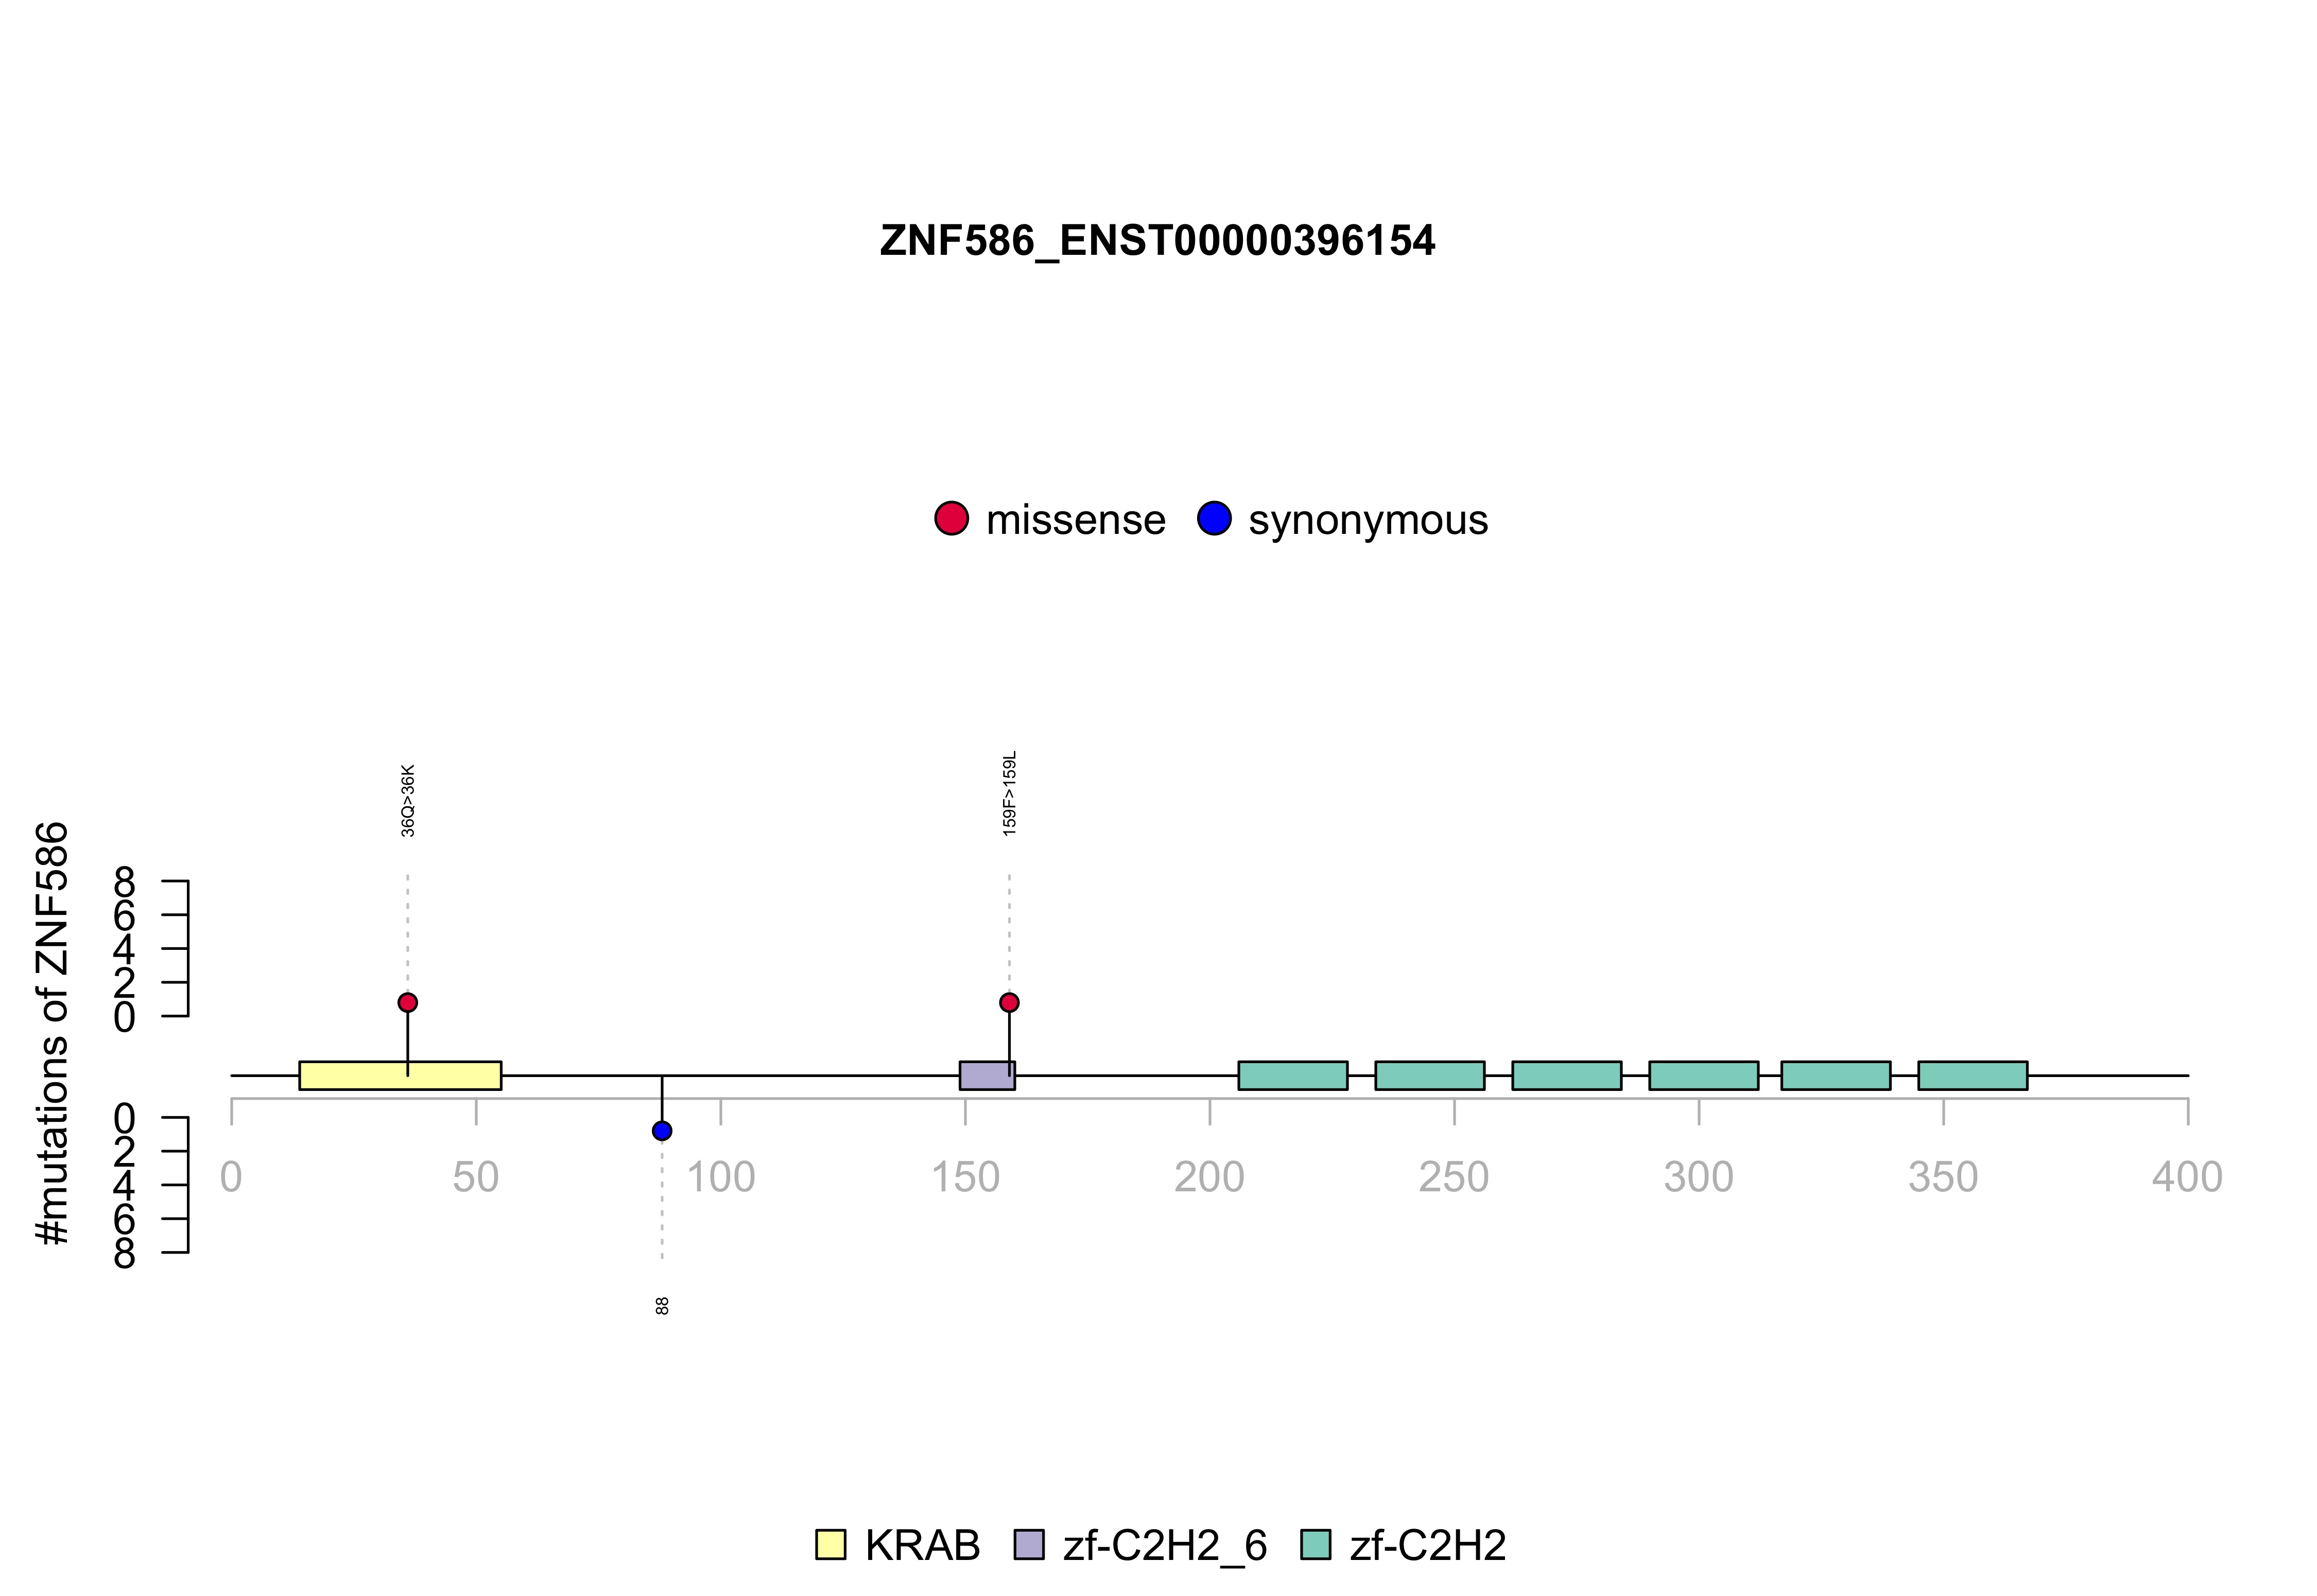 ZNF586_ENST00000396154
missense synonymous
36Q>36K
159F>159L
#mutations of ZNF586
8
6
4
2
0
0
2
4
6
8
0 50 100 150 200 250 300 350 400
88
KRAB zf-C2H2_6 zf-C2H2